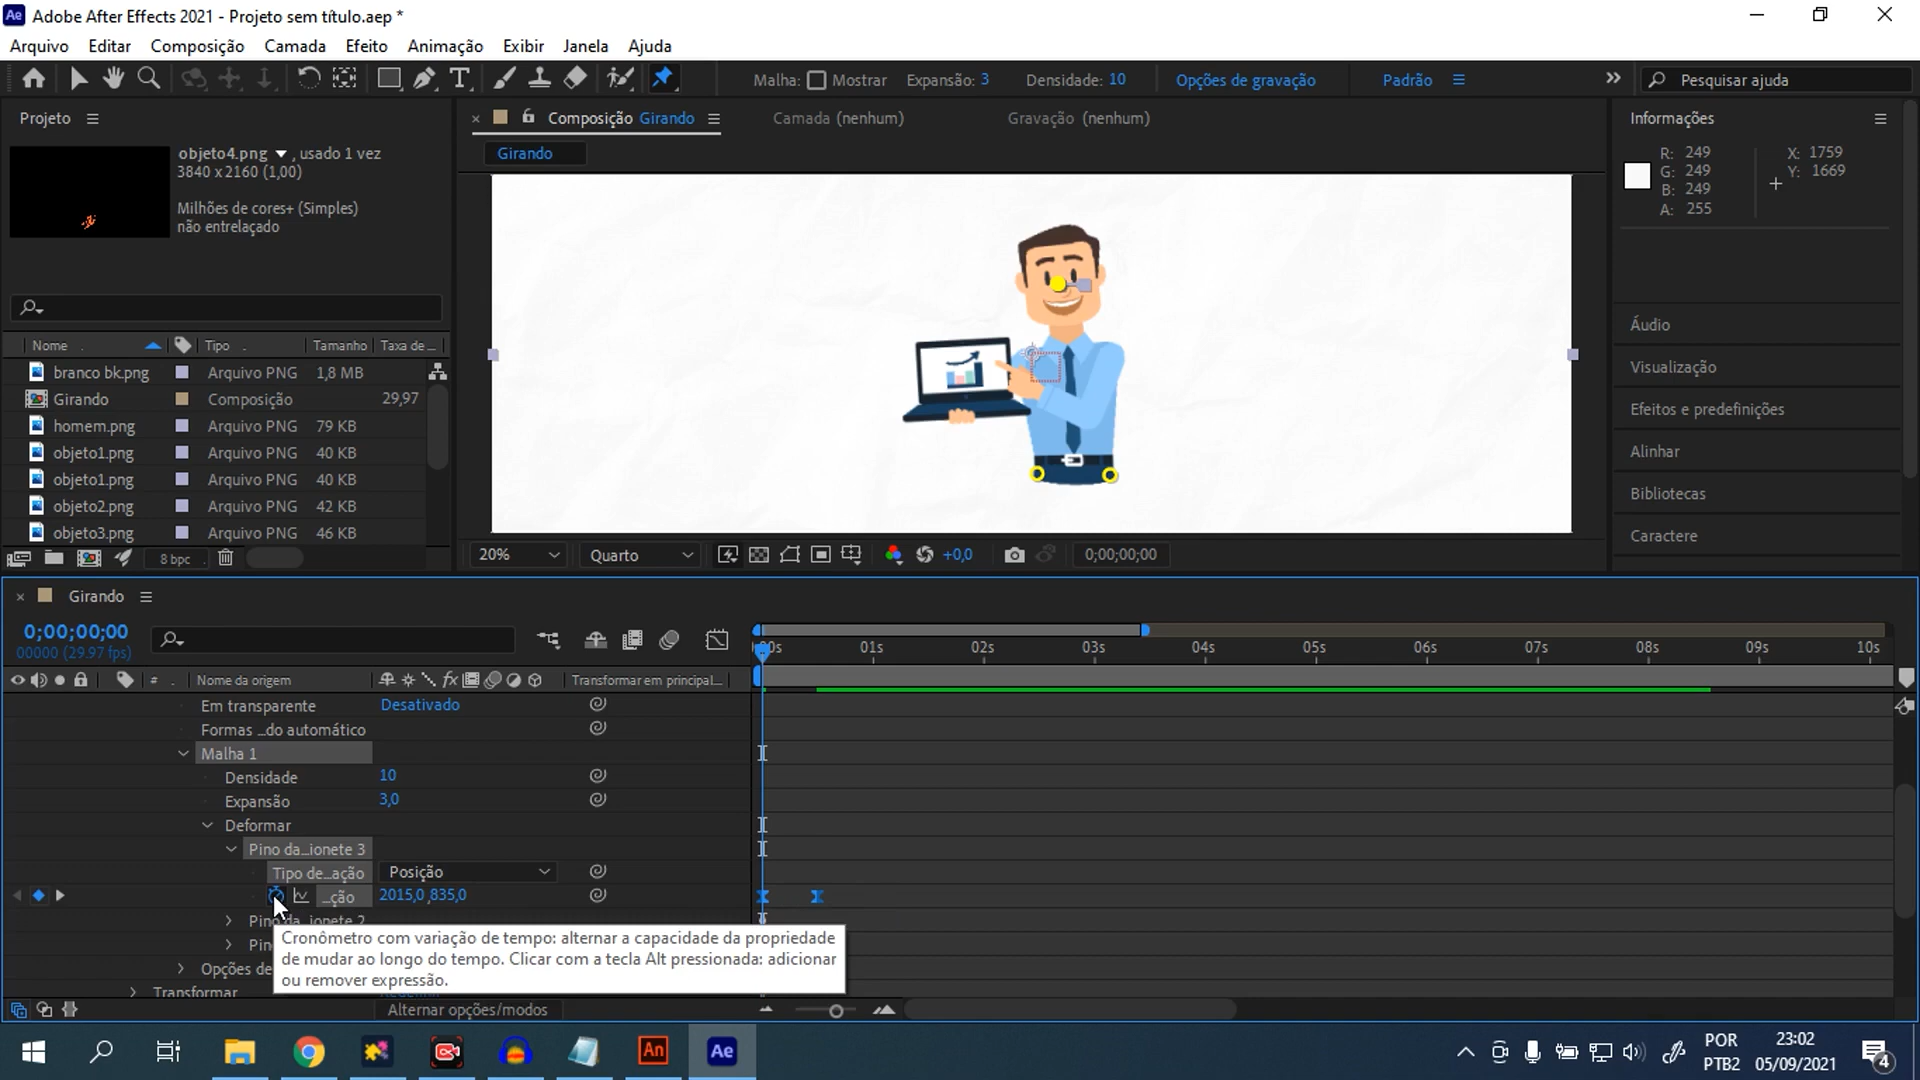 Ae Adobe After Effects 2021 - Projeto sem título.aep *
Arquivo Editar Composição Camada Efeito Animação Exibir Janela Ajuda
Malha: Mostrar Expansão: 3 Densidade: 10 Opções de gravação Padrão Pesquisar ajuda
Projeto
objeto4.png , usado 1 vez
3840 x 2160 (1,00)
Milhões de cores+ (Simples)
não entrelaçado
Nome Tipo Tamanho Taxa de ...
branco bk.png Arquivo PNG 1,8 MB
Girando Composição 29,97
homem.png Arquivo PNG 79 KB
objeto1.png Arquivo PNG 40 KB
objeto1.png Arquivo PNG 40 KB
objeto2.png Arquivo PNG 42 KB
objeto3.png Arquivo PNG 46 KB
8 bpc
Composição Girando
Camada (nenhum)
Gravação (nenhum)
Girando
20% Quarto +0,0 0;00;00;00
Informações
R: 249
G: 249
B: 249
A: 255
X: 1759
Y: 1669
Áudio
Visualização
Efeitos e predefinições
Alinhar
Bibliotecas
Caractere
Girando
0;00;00;00
00000 (29.97 fps)
# Nome da origem Transformar em principal...
00s 01s 02s 03s 04s 05s 06s 07s 08s 09s 10s
Em transparente Desativado
Formas ...do automático
Malha 1
Densidade 10
Expansão 3,0
Deformar
Pino da...ionete 3
Tipo de...ação Posição
...ção 2015,0,835,0
Pino da...ionete 2
Pin
Opções de
Transformar
Cronômetro com variação de tempo: alternar a capacidade da propriedade
de mudar ao longo do tempo. Clicar com a tecla Alt pressionada: adicionar
ou remover expressão.
Alternar opções/modos
An Ae
POR
PTB2
23:02
05/09/2021
4